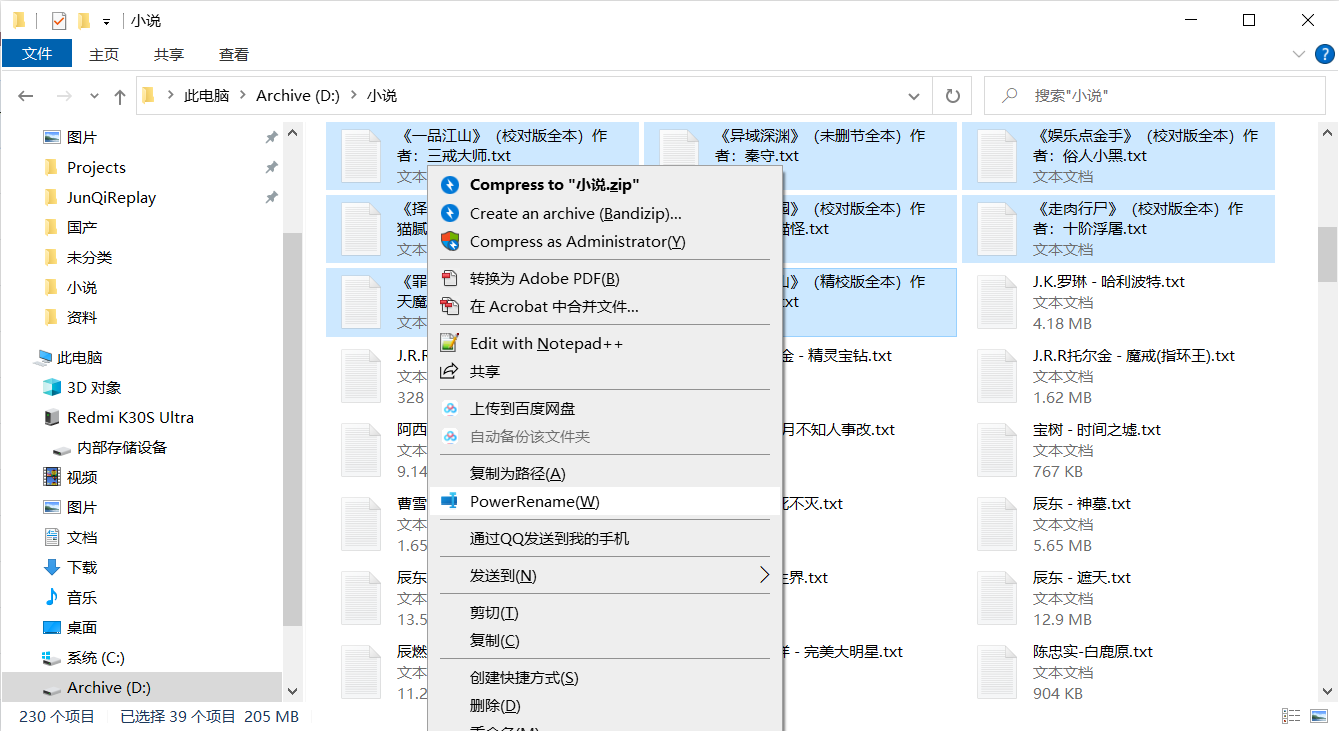 小说
文件 主页 共享 查看
此电脑 Archive (D:) 小说
搜索"小说"
图片
Projects
JunQiReplay
国产
未分类
小说
资料
此电脑
3D 对象
Redmi K30S Ultra
内部存储设备
视频
图片
文档
下载
音乐
桌面
系统 (C:)
Archive (D:)
《一品江山》（校对版全本）作
者：三戒大师.txt
文本
《异域深渊》（未删节全本）作
者：秦守.txt
《娱乐点金手》（校对版全本）作
者：俗人小黑.txt
文本文档
《择
猫腻
文本
（校对版全本）作
猫怪.txt
《走肉行尸》（校对版全本）作
者：十阶浮屠.txt
文本文档
《罪
天魔
文本
山》（精校版全本）作
txt
J.K.罗琳 - 哈利波特.txt
文本文档
4.18 MB
J.R.R
文本
328
金 - 精灵宝钻.txt
J.R.R托尔金 - 魔戒(指环王).txt
文本文档
1.62 MB
阿西
文本
9.14
月不知人事改.txt
宝树 - 时间之墟.txt
文本文档
767 KB
曹雪
文本
1.65
死不灭.txt
辰东 - 神墓.txt
文本文档
5.65 MB
辰东
文本
13.5
世界.txt
辰东 - 遮天.txt
文本文档
12.9 MB
辰燃
文本
11.2
- 完美大明星.txt
陈忠实-白鹿原.txt
文本文档
904 KB
Compress to "小说.zip"
Create an archive (Bandizip)...
Compress as Administrator(Y)
转换为 Adobe PDF(B)
在 Acrobat 中合并文件...
Edit with Notepad++
共享
上传到百度网盘
自动备份该文件夹
复制为路径(A)
PowerRename(W)
通过QQ发送到我的手机
发送到(N)
剪切(T)
复制(C)
创建快捷方式(S)
删除(D)
重命名(M)
230 个项目 已选择 39 个项目 205 MB